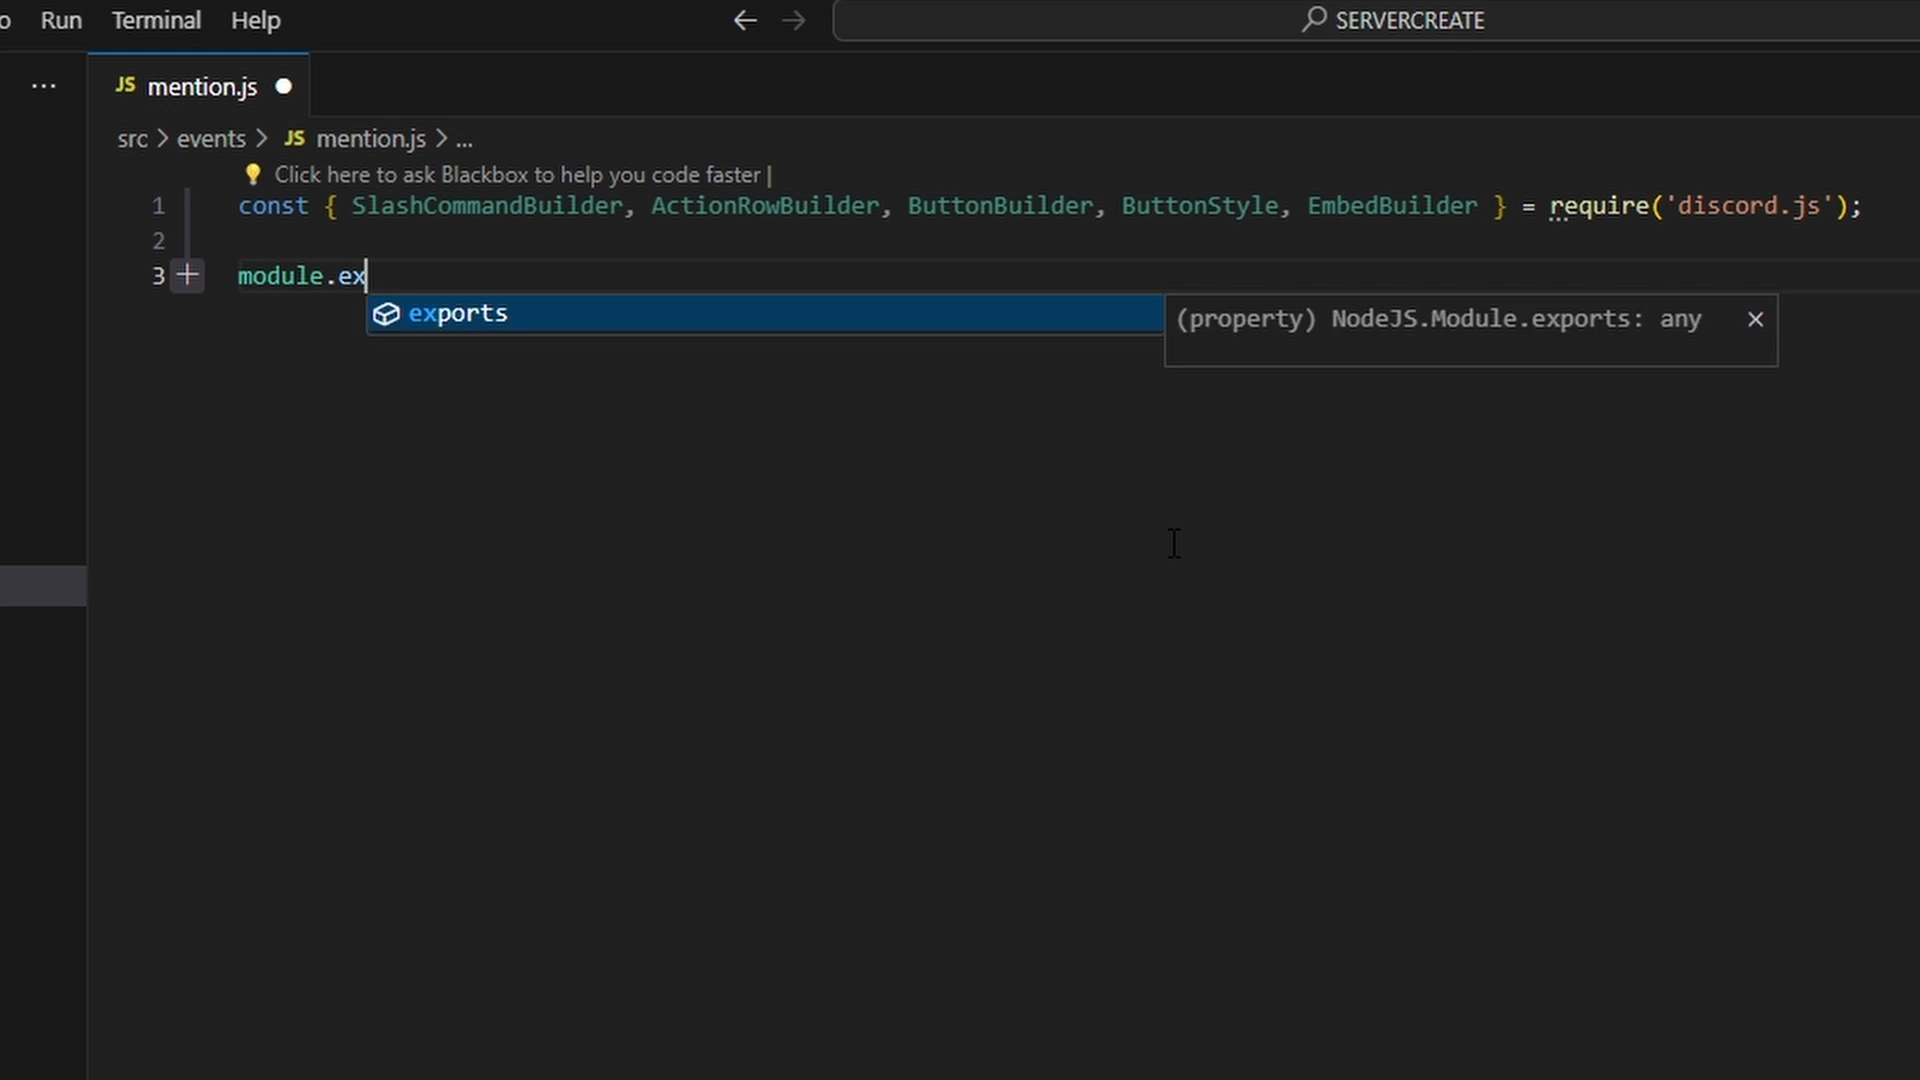 o Run Terminal Help
SERVERCREATE
... JS mention.js
src > events > JS mention.js > ...
Click here to ask Blackbox to help you code faster |
1 const { SlashCommandBuilder, ActionRowBuilder, ButtonBuilder, ButtonStyle, EmbedBuilder } = require('discord.js');
2
3 module.ex
exports
(property) NodeJS.Module.exports: any